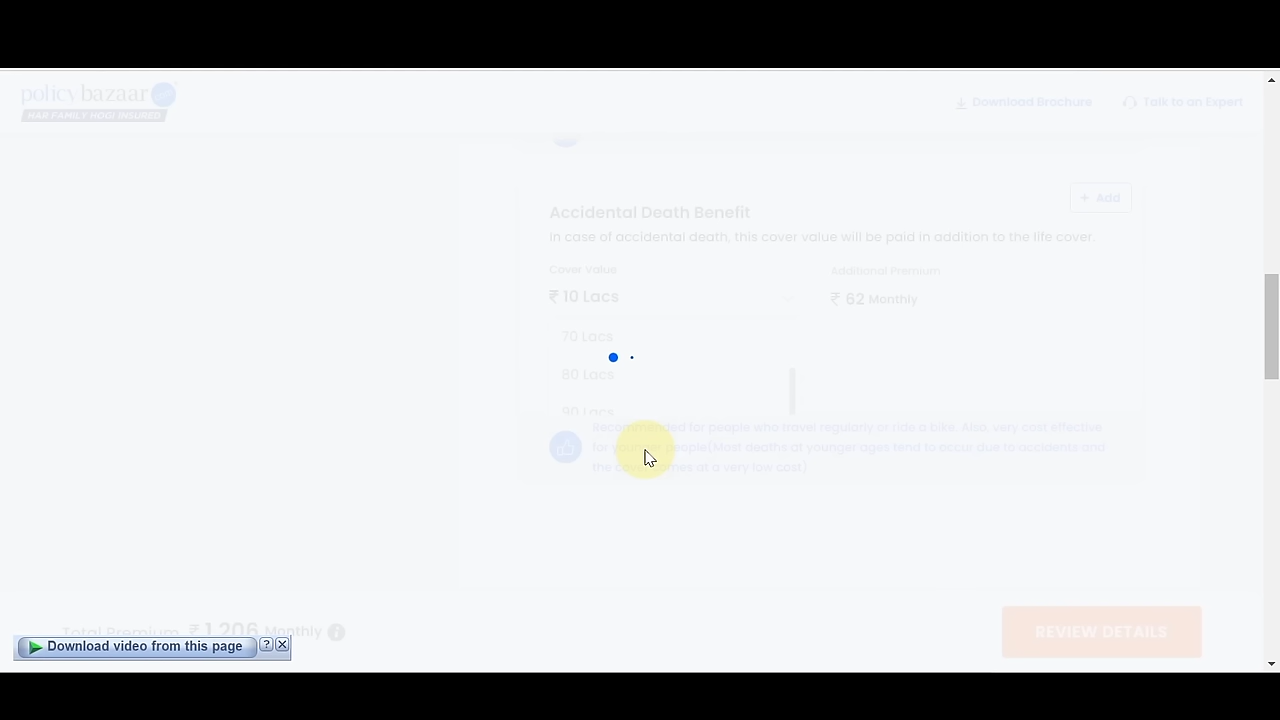 policybazaar
HAR FAMILY HOGI INSURED
Download Brochure
Talk to an Expert
+ Add
Accidental Death Benefit
In case of accidental death, this cover value will be paid in addition to the life cover.
Cover Value
Additional Premium
₹ 10 Lacs
₹ 62 Monthly
70 Lacs
80 Lacs
90 Lacs
Recommended for people who travel regularly or ride a bike. Also, very cost effective
for younger people(Most deaths at younger ages tend to occur due to accidents and
the cover comes at a very low cost)
Total Premium ₹ 1,206 Monthly
REVIEW DETAILS
Download video from this page
?